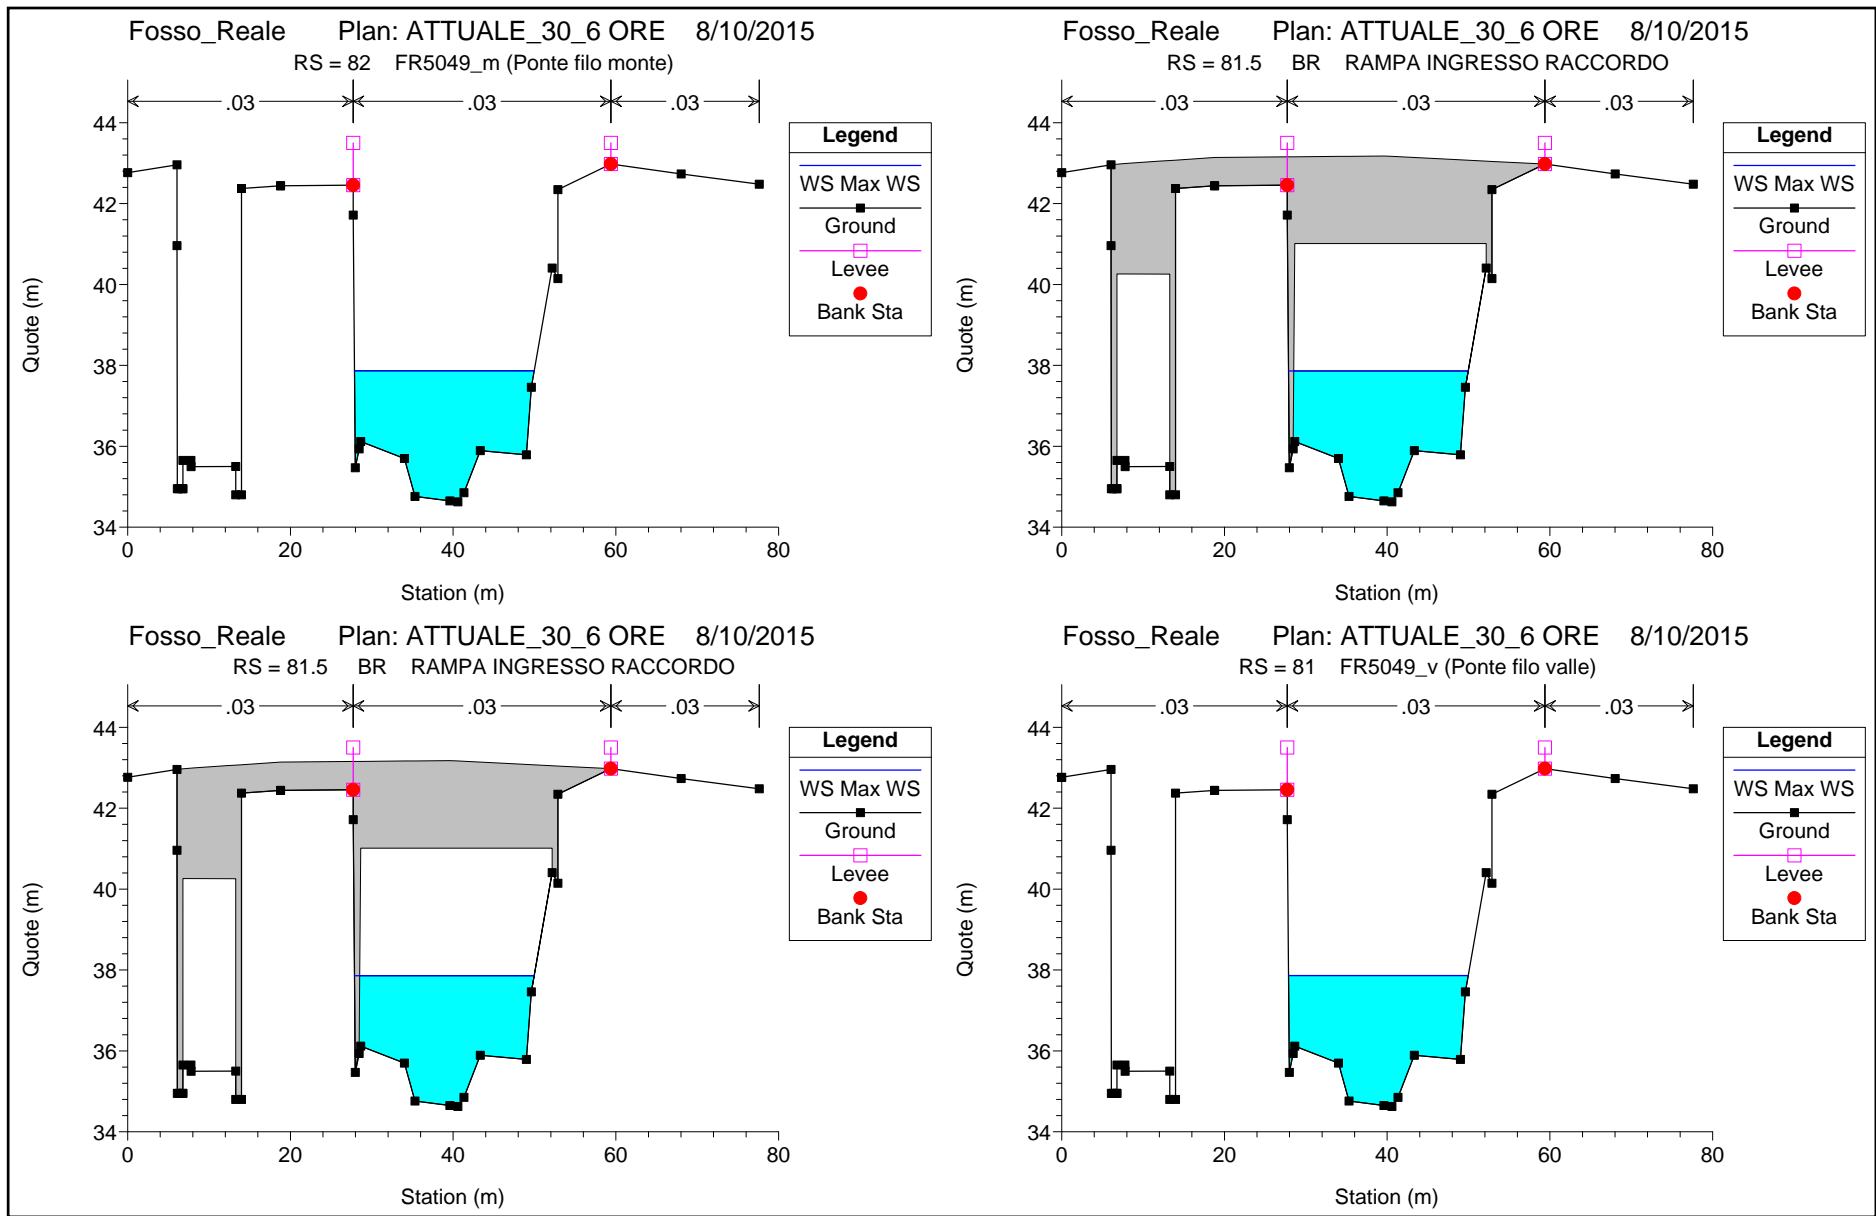 Fosso_Reale Plan: ATTUALE_30_6 ORE 8/10/2015
RS = 82 FR5049_m (Ponte filo monte)
.03 .03 .03
44
42
40
38
36
34
0 20 40 60 80
Quote (m)
Station (m)
Legend
WS Max WS
Ground
Levee
Bank Sta
Fosso_Reale Plan: ATTUALE_30_6 ORE 8/10/2015
RS = 81.5 BR RAMPA INGRESSO RACCORDO
.03 .03 .03
44
42
40
38
36
34
0 20 40 60 80
Quote (m)
Station (m)
Legend
WS Max WS
Ground
Levee
Bank Sta
Fosso_Reale Plan: ATTUALE_30_6 ORE 8/10/2015
RS = 81.5 BR RAMPA INGRESSO RACCORDO
.03 .03 .03
44
42
40
38
36
34
0 20 40 60 80
Quote (m)
Station (m)
Legend
WS Max WS
Ground
Levee
Bank Sta
Fosso_Reale Plan: ATTUALE_30_6 ORE 8/10/2015
RS = 81 FR5049_v (Ponte filo valle)
.03 .03 .03
44
42
40
38
36
34
0 20 40 60 80
Quote (m)
Station (m)
Legend
WS Max WS
Ground
Levee
Bank Sta